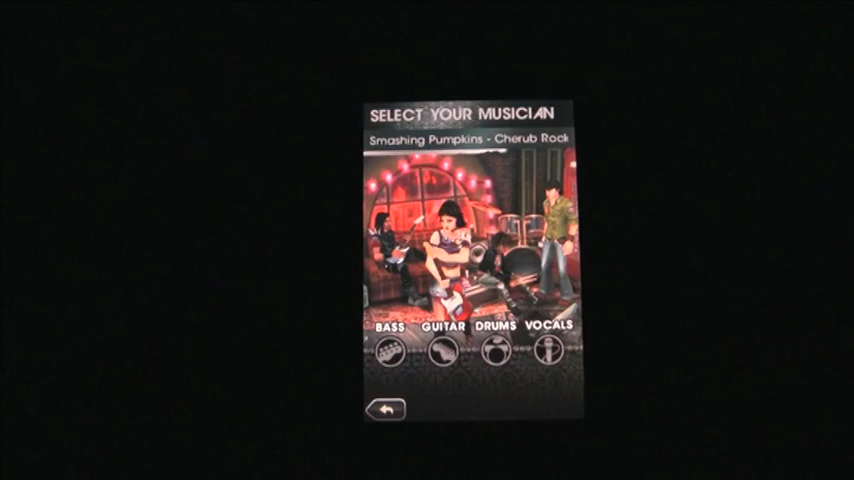 SELECT YOUR MUSICIAN
Smashing Pumpkins - Cherub Rock
BASS GUITAR DRUMS VOCALS